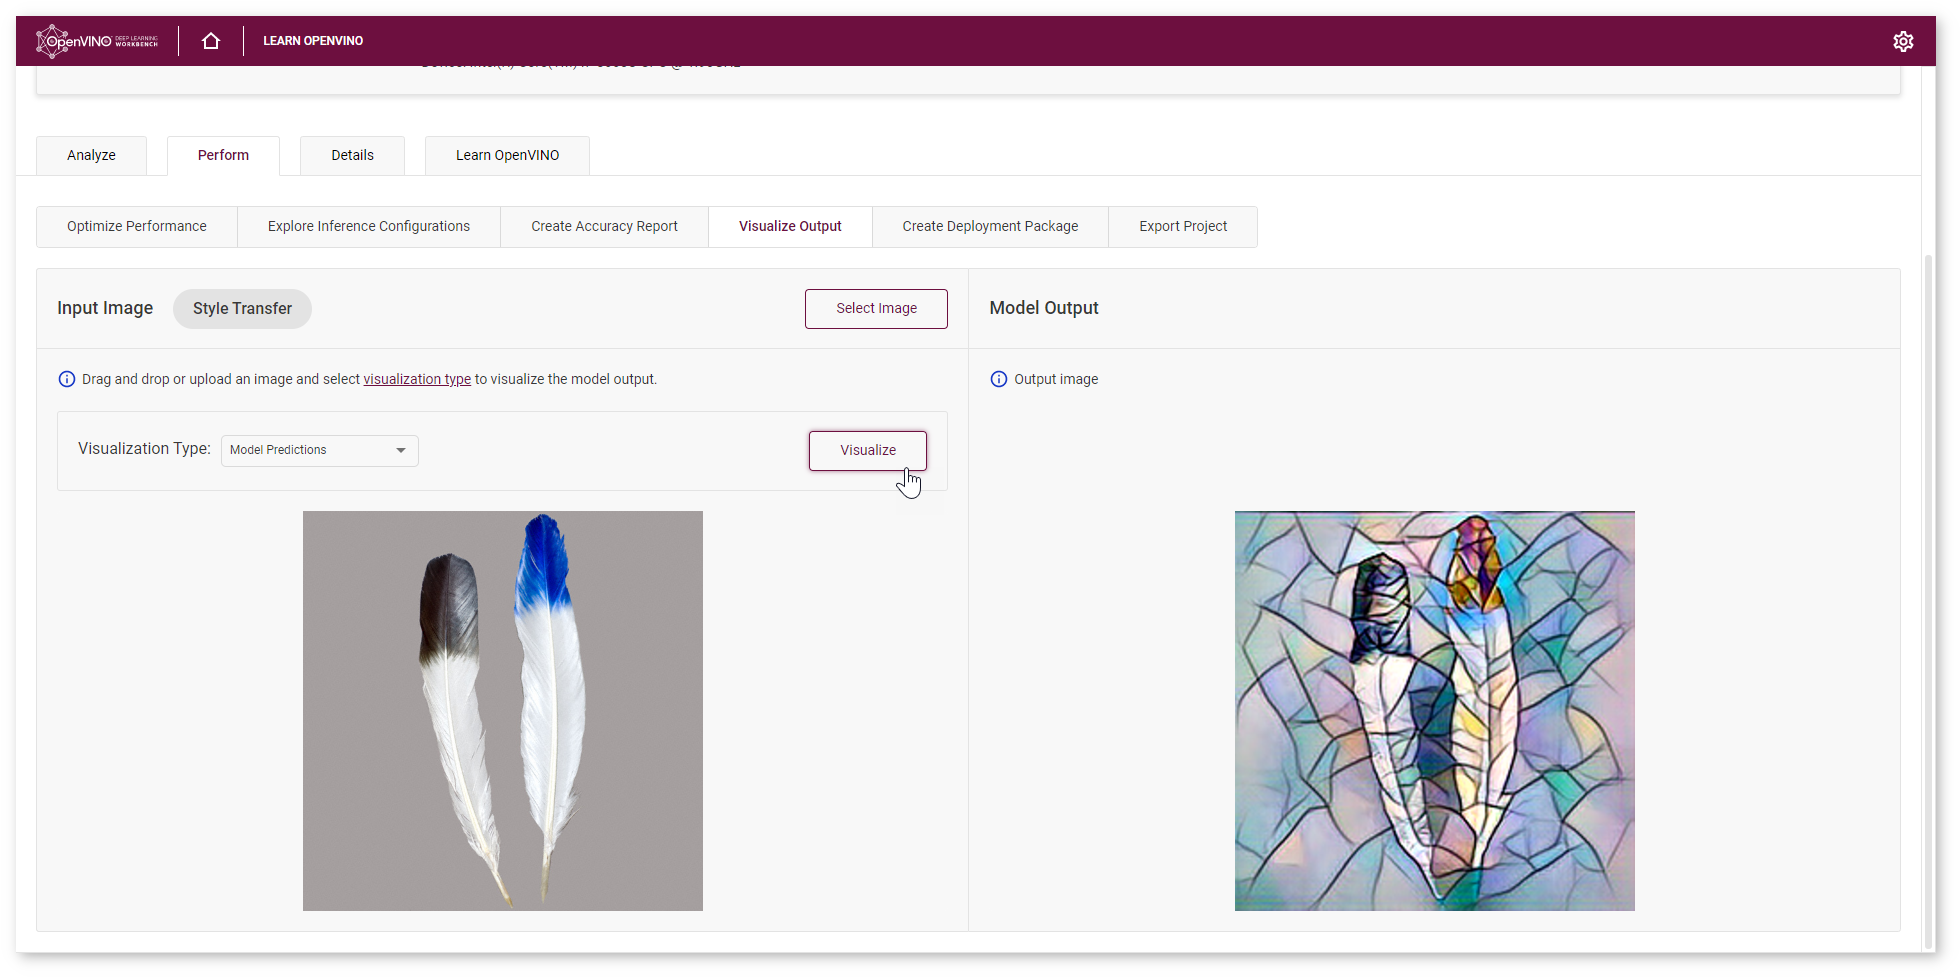 OpenVINO DEEP LEARNING WORKBENCH
LEARN OPENVINO
Analyze
Perform
Details
Learn OpenVINO
Optimize Performance
Explore Inference Configurations
Create Accuracy Report
Visualize Output
Create Deployment Package
Export Project
Input Image
Style Transfer
Select Image
Model Output
Drag and drop or upload an image and select visualization type to visualize the model output.
Output image
Visualization Type:
Model Predictions
Visualize